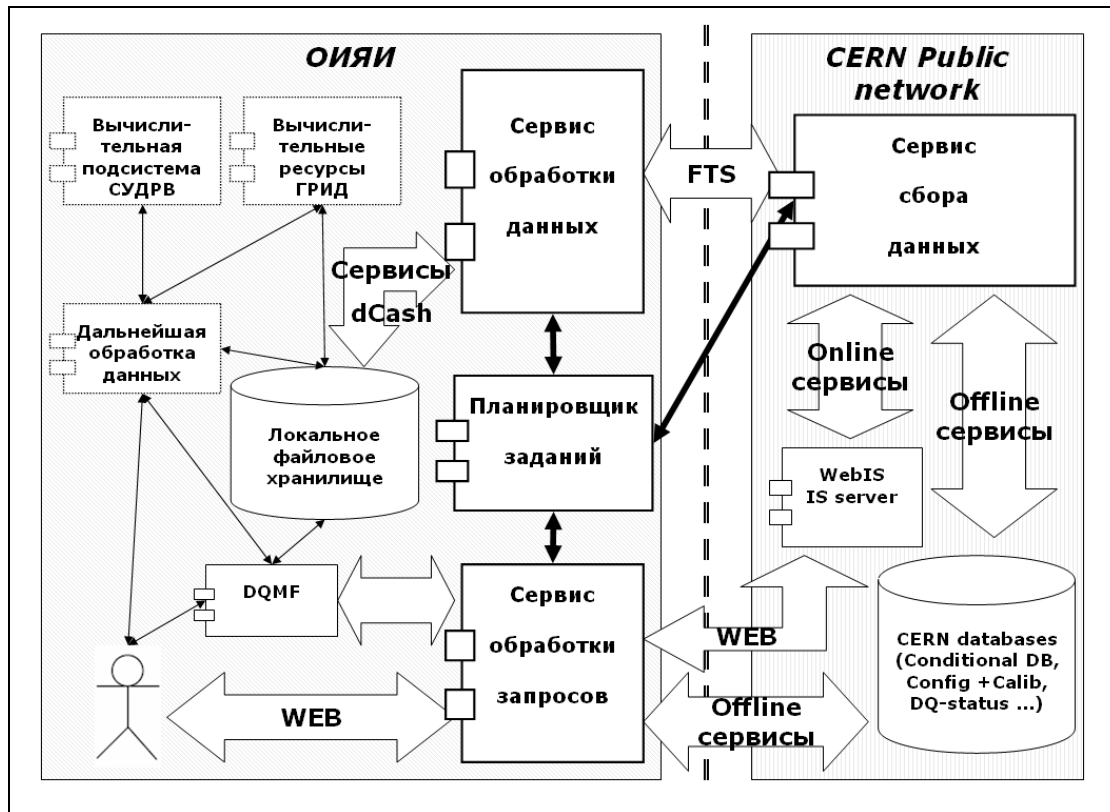 ОИЯИ
CERN Public
network
Вычисли-
тельная
подсистема
СУДРВ
Вычисли-
тельные
ресурсы
ГРИД
Сервис
обработки
данных
FTS
Сервис
сбора
данных
Сервисы
dCash
Дальнейшая
обработка
данных
Локальное
файловое
хранилище
Планировщик
заданий
Online
сервисы
Offline
сервисы
WebIS
IS server
DQMF
Сервис
обработки
запросов
WEB
WEB
Offline
сервисы
CERN databases
(Conditional DB,
Config +Calib,
DQ-status ...)